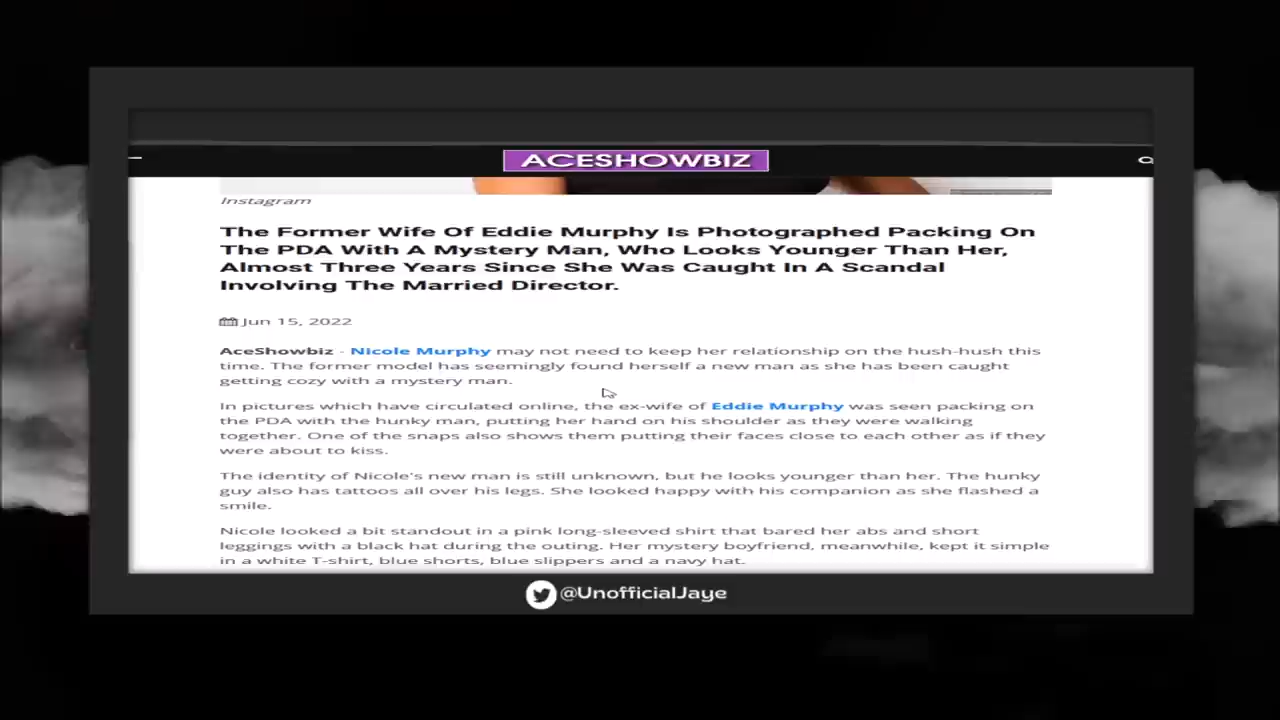 ACESHOWBIZ
Instagram
The Former Wife Of Eddie Murphy Is Photographed Packing On
The PDA With A Mystery Man, Who Looks Younger Than Her,
Almost Three Years Since She Was Caught In A Scandal
Involving The Married Director.
Jun 15, 2022
AceShowbiz - Nicole Murphy may not need to keep her relationship on the hush-hush this
time. The former model has seemingly found herself a new man as she has been caught
getting cozy with a mystery man.
In pictures which have circulated online, the ex-wife of Eddie Murphy was seen packing on
the PDA with the hunky man, putting her hand on his shoulder as they were walking
together. One of the snaps also shows them putting their faces close to each other as if they
were about to kiss.
The identity of Nicole's new man is still unknown, but he looks younger than her. The hunky
guy also has tattoos all over his legs. She looked happy with his companion as she flashed a
smile.
Nicole looked a bit standout in a pink long-sleeved shirt that bared her abs and short
leggings with a black hat during the outing. Her mystery boyfriend, meanwhile, kept it simple
in a white T-shirt, blue shorts, blue slippers and a navy hat.
@UnofficialJaye